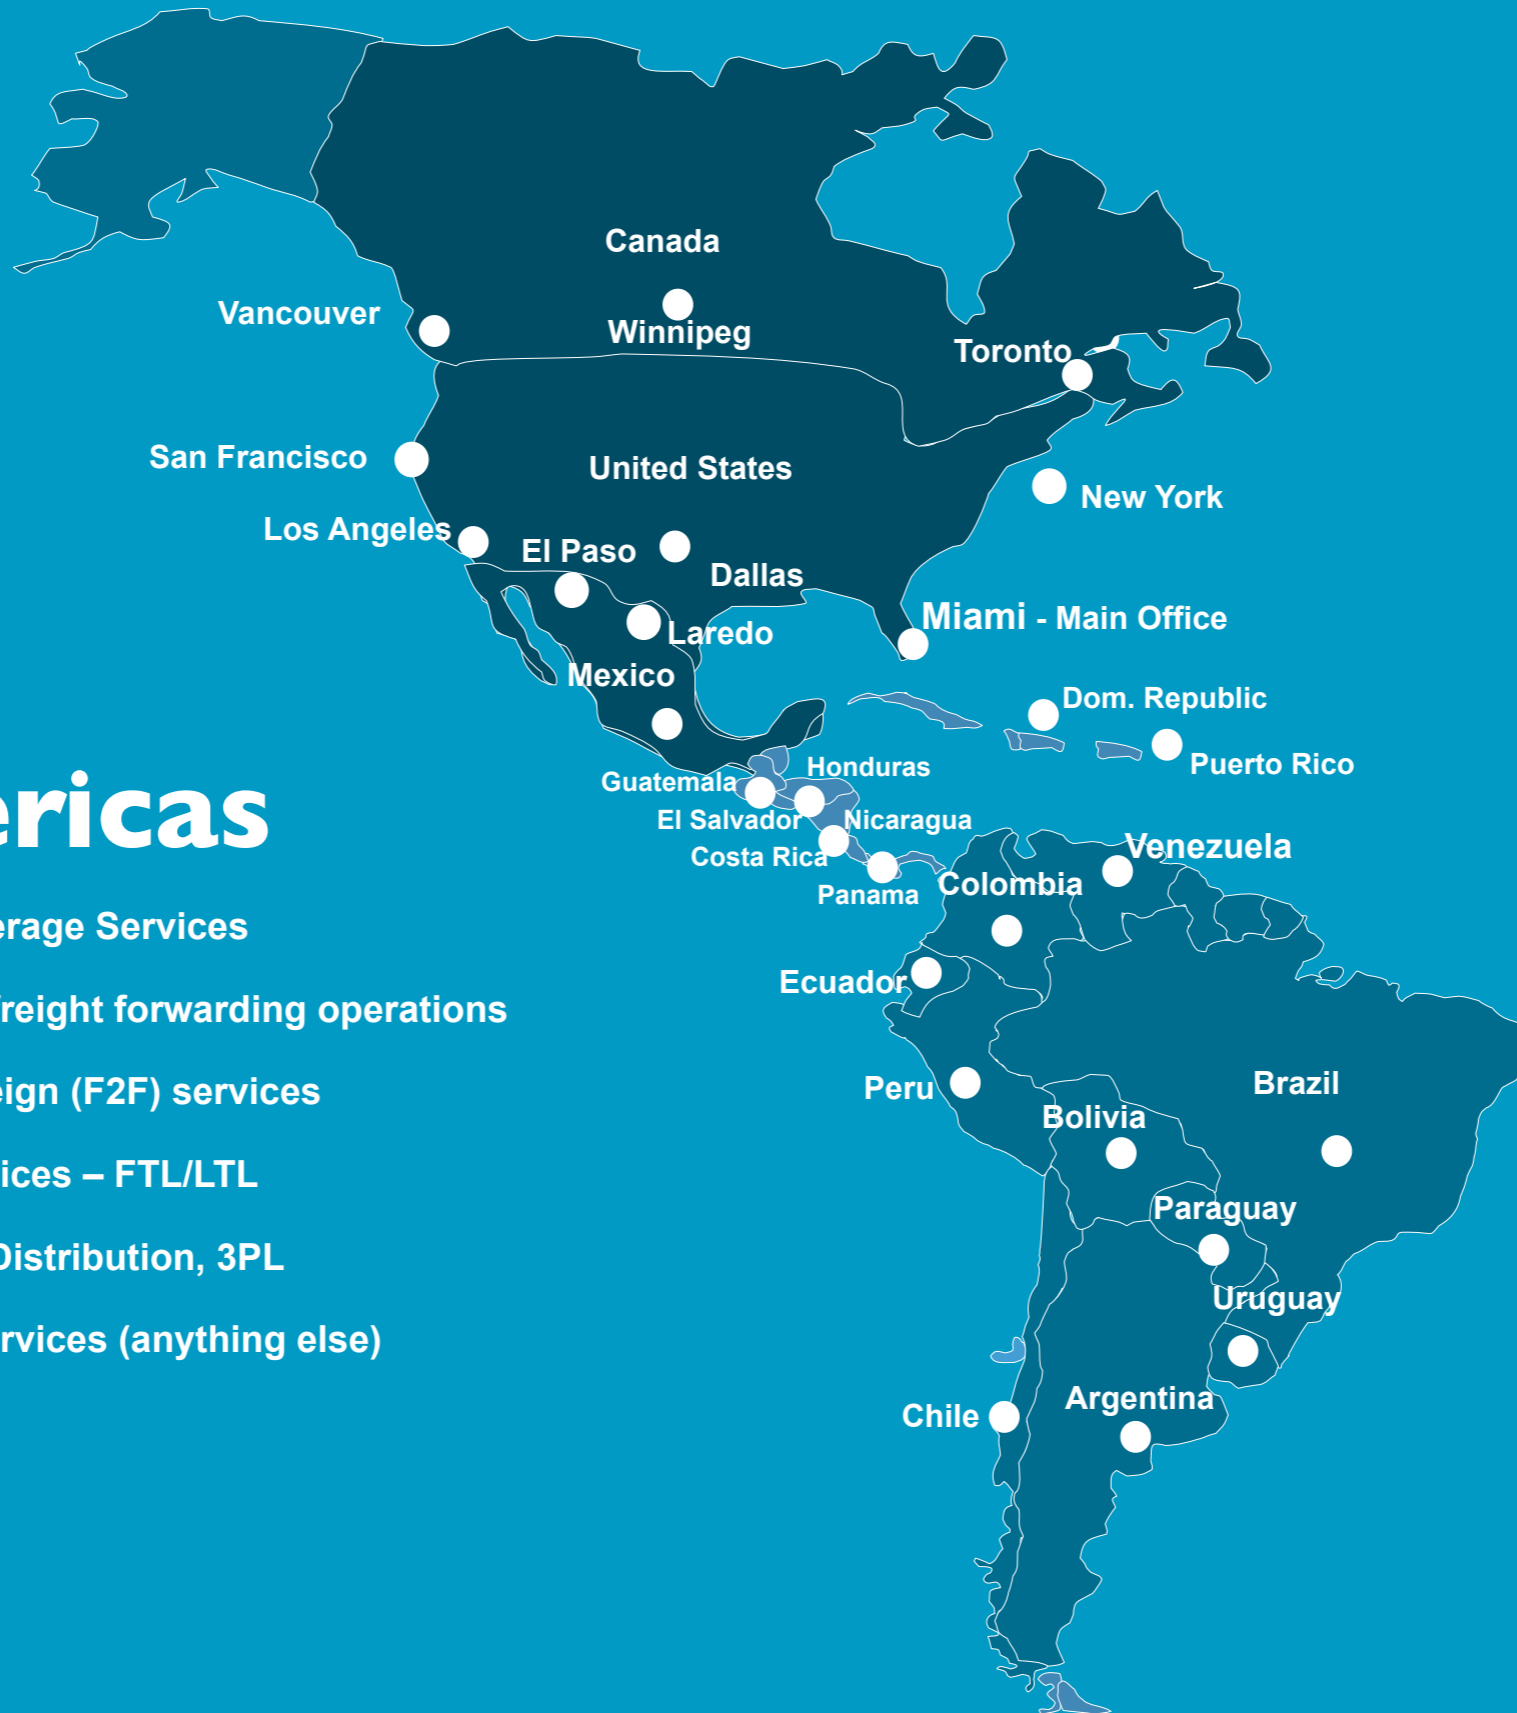 Canada
Vancouver
Winnipeg
Toronto
San Francisco
United States
New York
Los Angeles
El Paso
Dallas
Miami - Main Office
Laredo
Mexico
Dom. Republic
Puerto Rico
Guatemala
Honduras
El Salvador
Nicaragua
Costa Rica
Panama
Venezuela
Colombia
Ecuador
Peru
Brazil
Bolivia
Paraguay
Uruguay
Argentina
Chile
ericas
erage Services
freight forwarding operations
eign (F2F) services
ices – FTL/LTL
Distribution, 3PL
rvices (anything else)